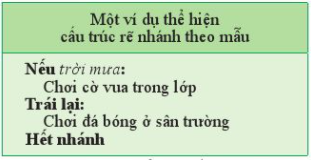 Một ví dụ thể hiện
cấu trúc rẽ nhánh theo mẫu
Nếu trời mưa:
Chơi cờ vua trong lớp
Trái lại:
Chơi đá bóng ở sân trường
Hết nhánh